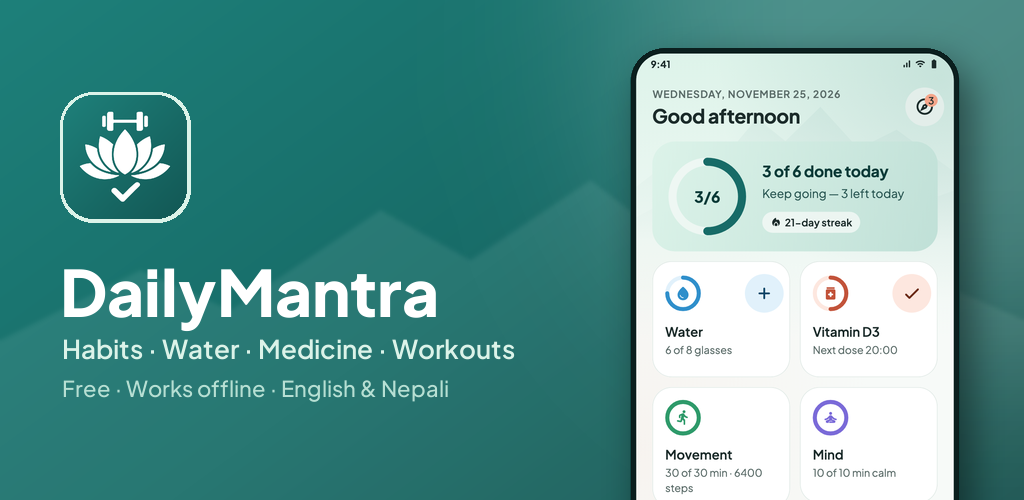 DailyMantra
Habits · Water · Medicine · Workouts
Free · Works offline · English & Nepali
9:41
WEDNESDAY, NOVEMBER 25, 2026
Good afternoon
3
3/6
3 of 6 done today
Keep going — 3 left today
21-day streak
Water
6 of 8 glasses
Vitamin D3
Next dose 20:00
Movement
30 of 30 min · 6400
steps
Mind
10 of 10 min calm